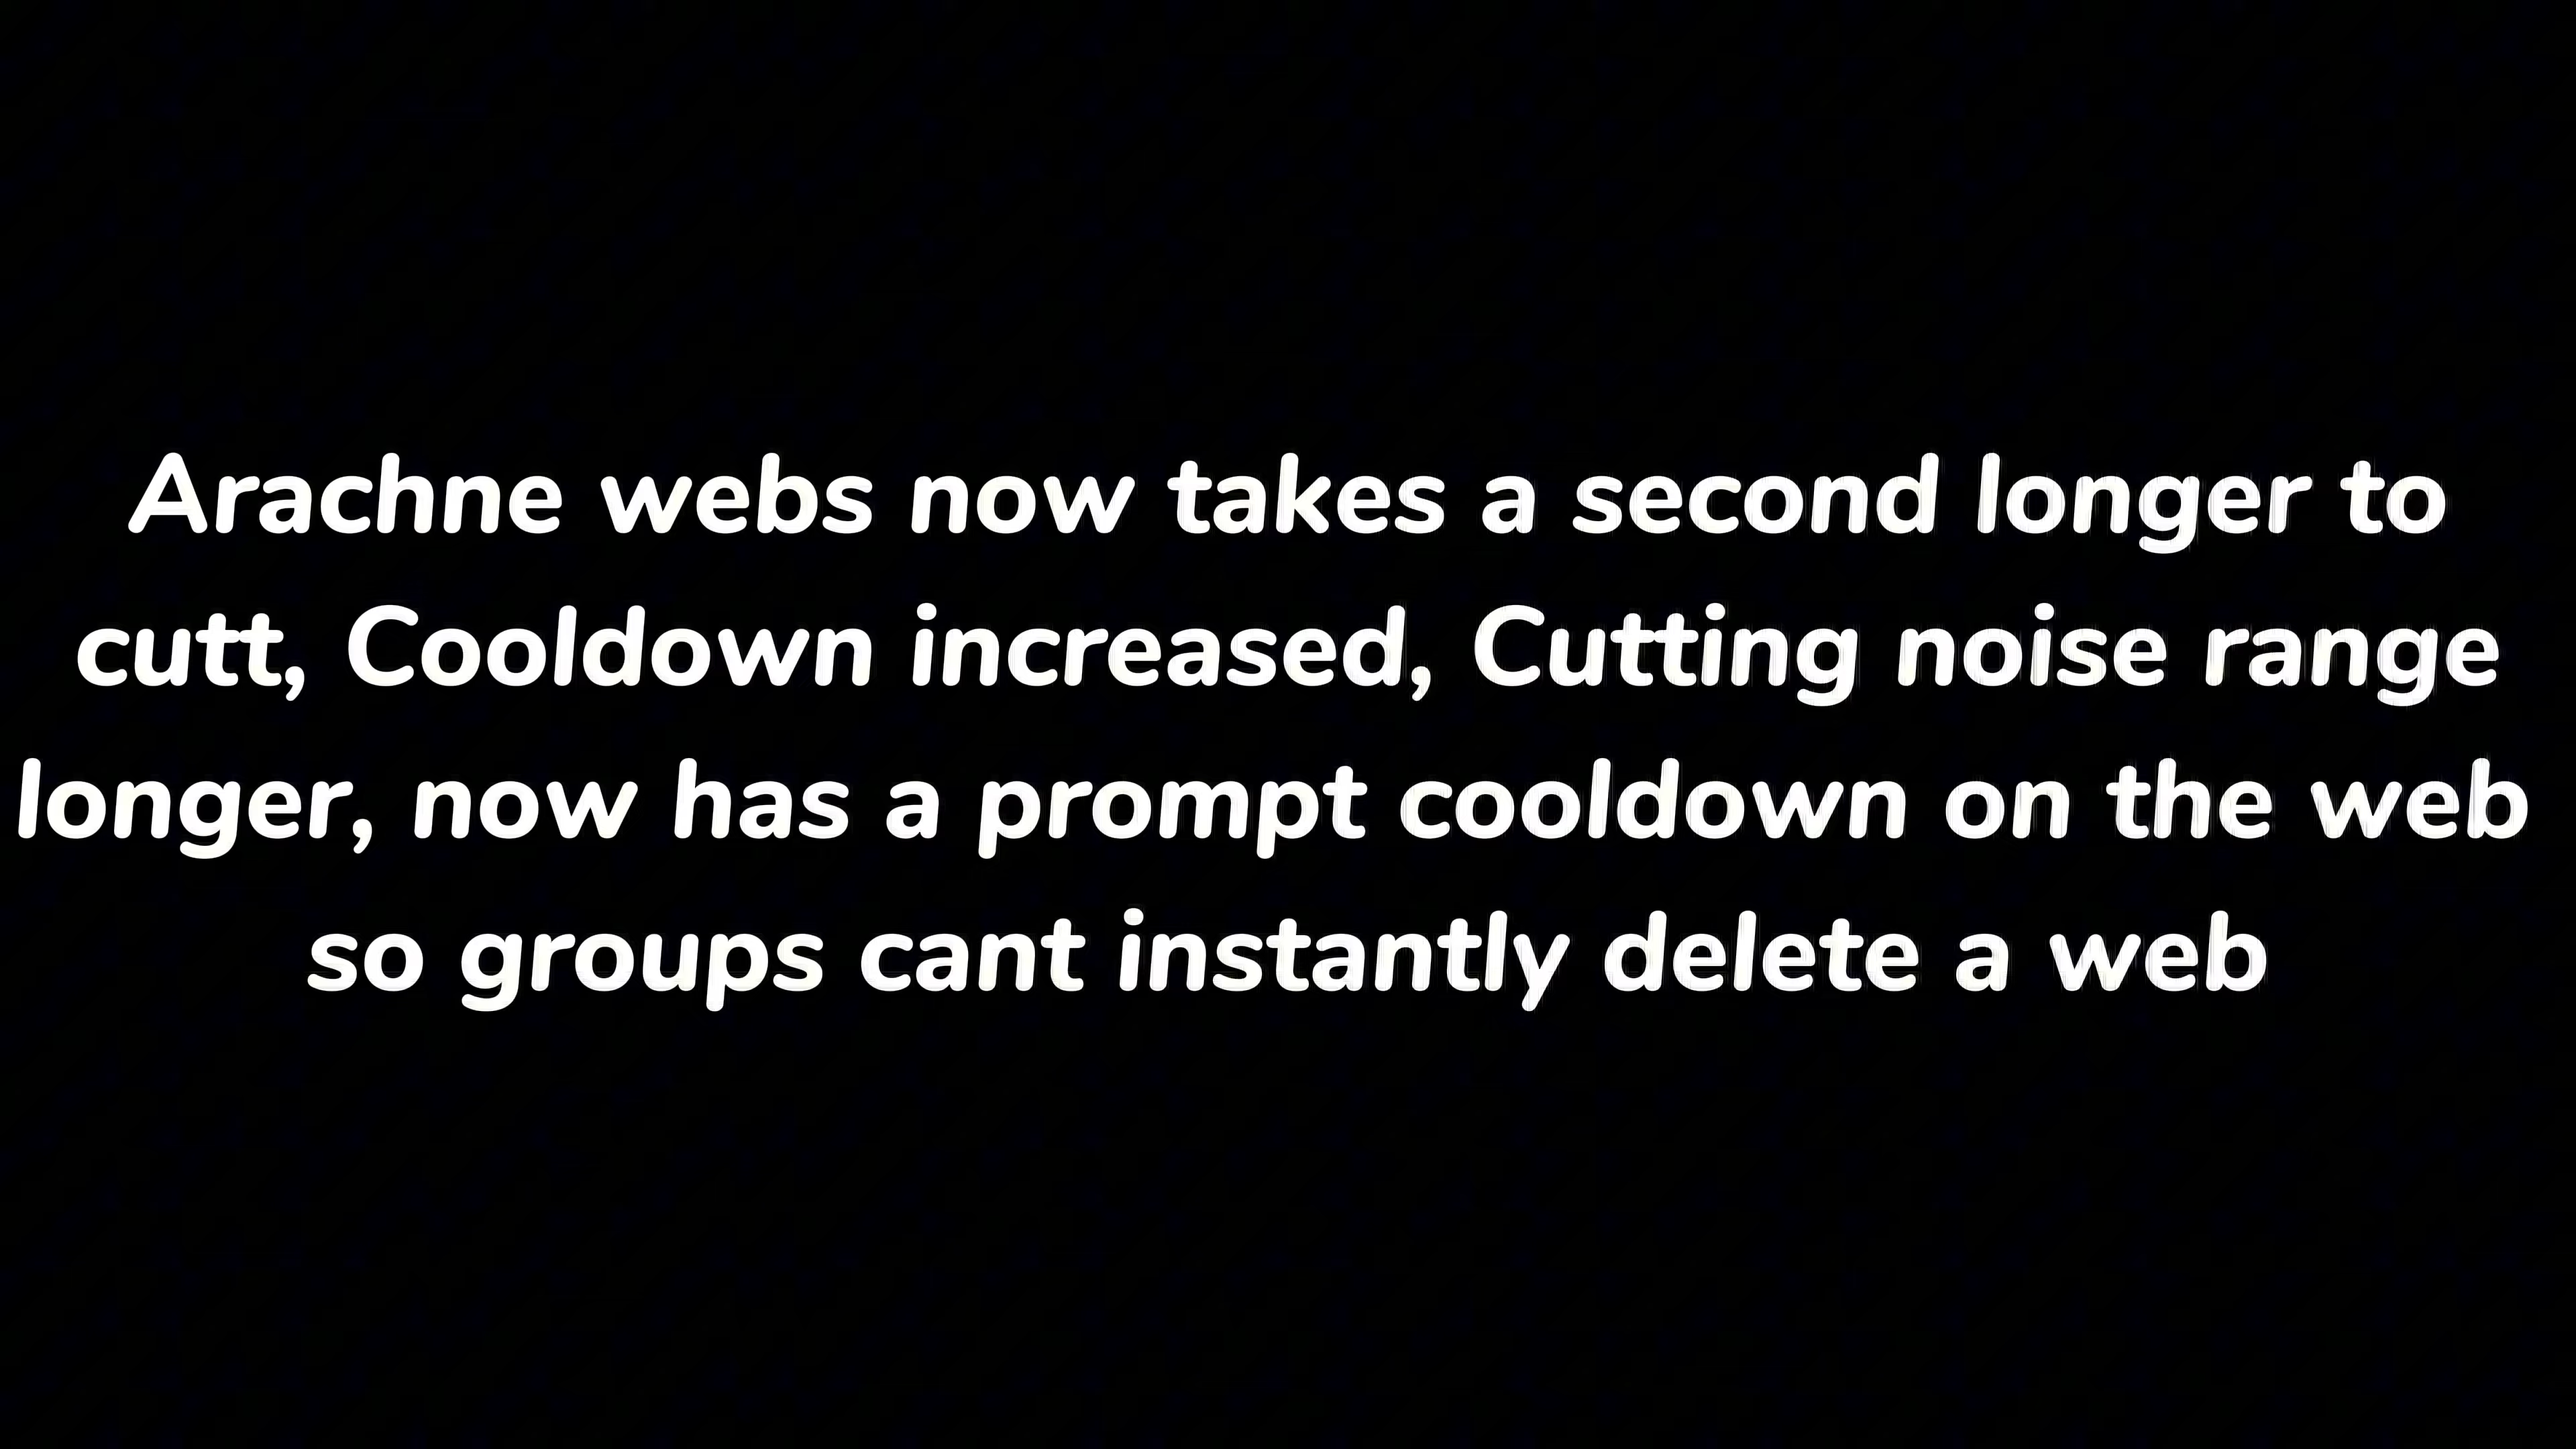 Arachne webs now takes a second longer to
cutt, Cooldown increased, Cutting noise range
longer, now has a prompt cooldown on the web
so groups cant instantly delete a web